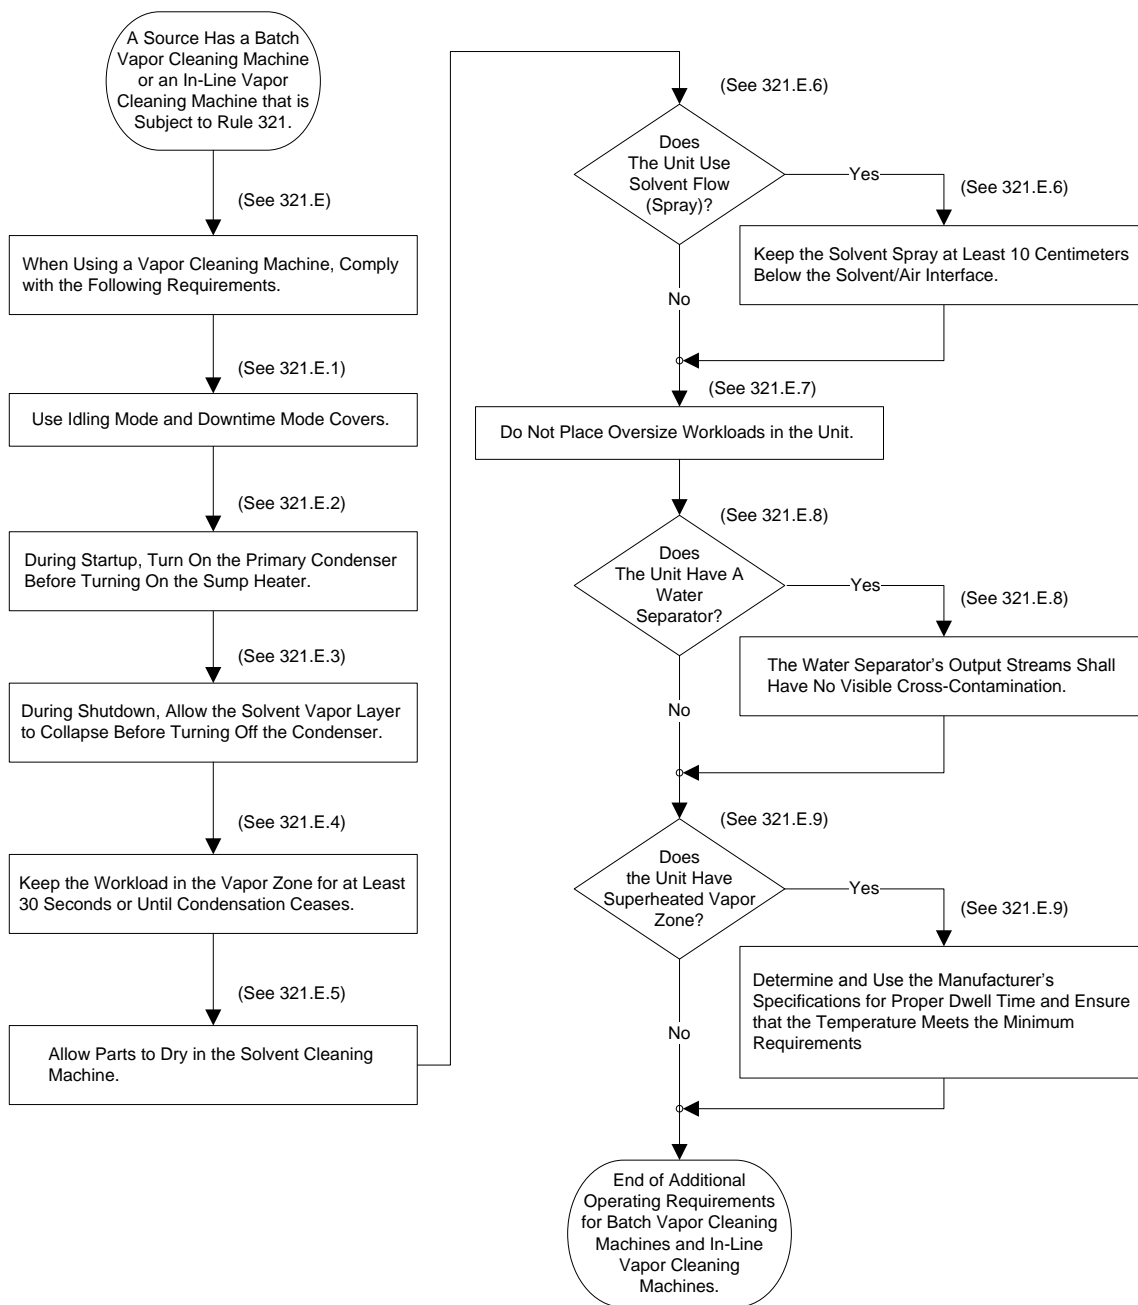 A Source Has a Batch
Vapor Cleaning Machine
or an In-Line Vapor
Cleaning Machine that is
Subject to Rule 321.
(See 321.E)
When Using a Vapor Cleaning Machine, Comply
with the Following Requirements.
(See 321.E.1)
Use Idling Mode and Downtime Mode Covers.
(See 321.E.2)
During Startup, Turn On the Primary Condenser
Before Turning On the Sump Heater.
(See 321.E.3)
During Shutdown, Allow the Solvent Vapor Layer
to Collapse Before Turning Off the Condenser.
(See 321.E.4)
Keep the Workload in the Vapor Zone for at Least
30 Seconds or Until Condensation Ceases.
(See 321.E.5)
Allow Parts to Dry in the Solvent Cleaning
Machine.
(See 321.E.6)
Does
The Unit Use
Solvent Flow
(Spray)?
Yes
(See 321.E.6)
Keep the Solvent Spray at Least 10 Centimeters
Below the Solvent/Air Interface.
No
(See 321.E.7)
Do Not Place Oversize Workloads in the Unit.
(See 321.E.8)
Does
The Unit Have A
Water
Separator?
Yes
(See 321.E.8)
The Water Separator's Output Streams Shall
Have No Visible Cross-Contamination.
No
(See 321.E.9)
Does
the Unit Have
Superheated Vapor
Zone?
Yes
(See 321.E.9)
Determine and Use the Manufacturer's
Specifications for Proper Dwell Time and Ensure
that the Temperature Meets the Minimum
Requirements
No
End of Additional
Operating Requirements
for Batch Vapor Cleaning
Machines and In-Line
Vapor Cleaning
Machines.